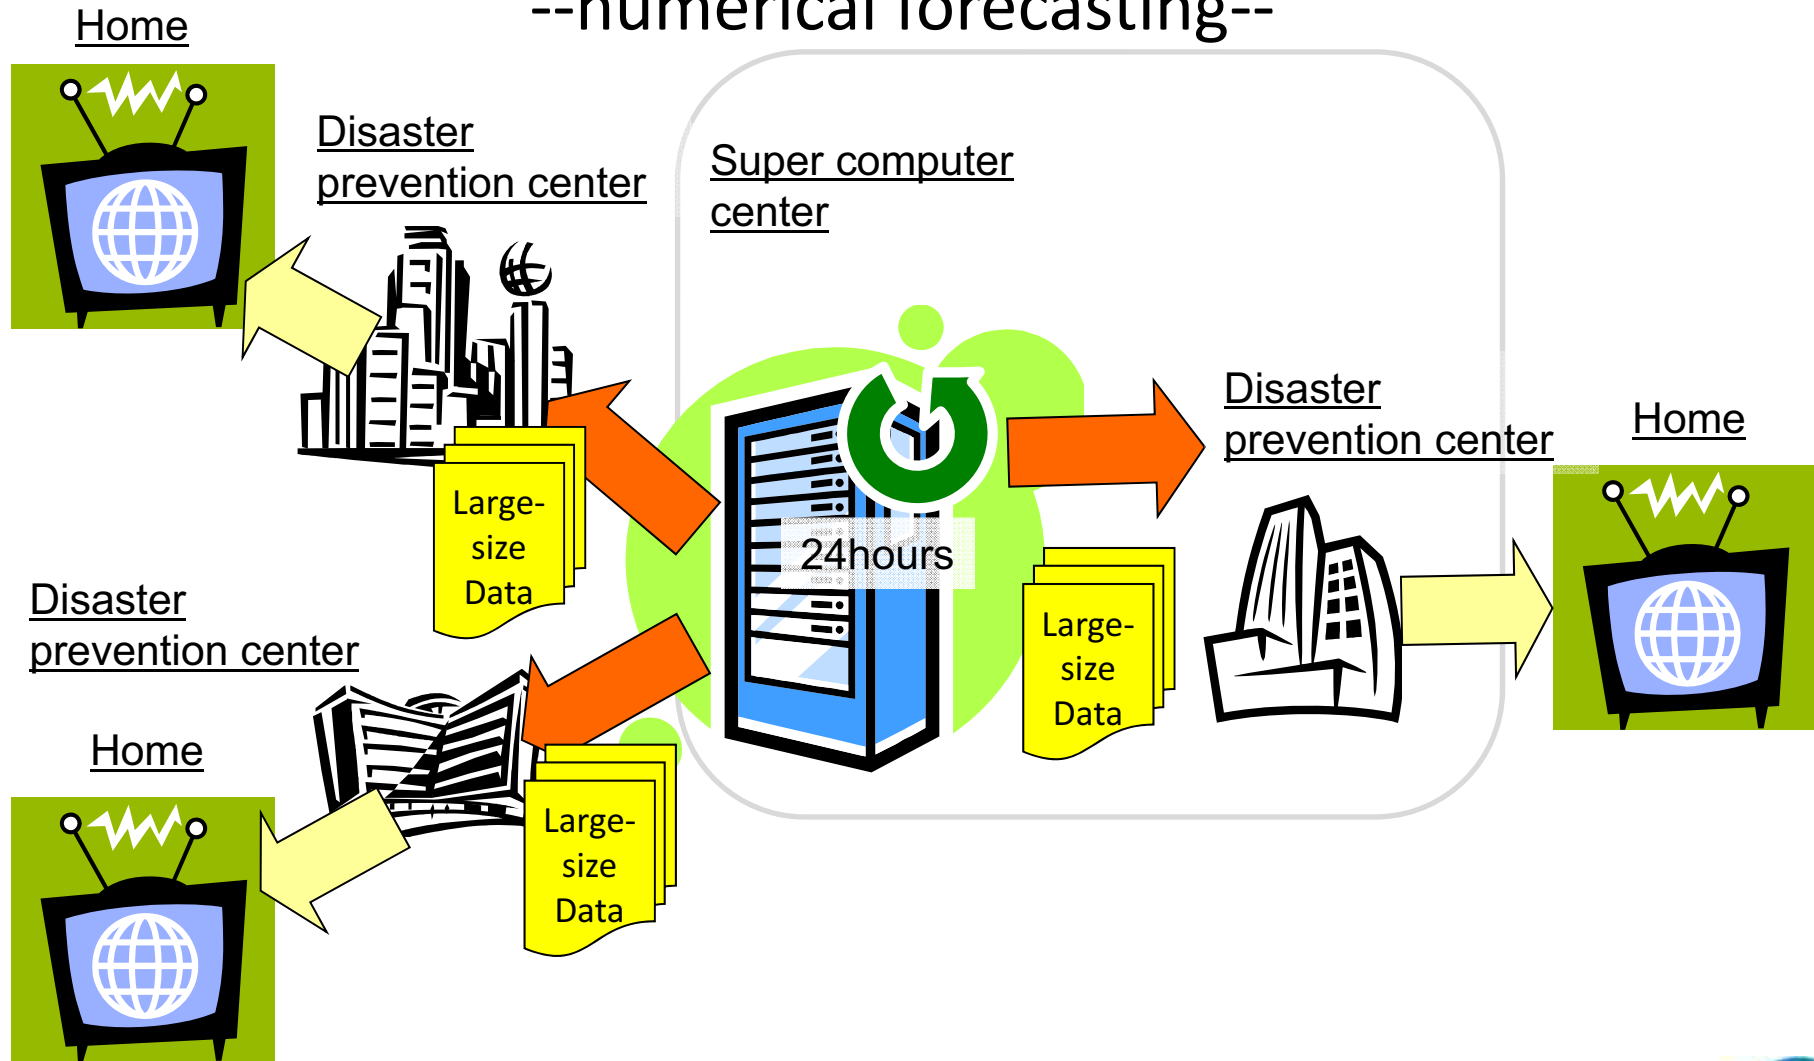 --numerical forecasting--
Home
Disaster
prevention center
Super computer
center
Disaster
prevention center
Home
Large-
size
Data
24hours
Disaster
prevention center
Large-
size
Data
Home
Large-
size
Data